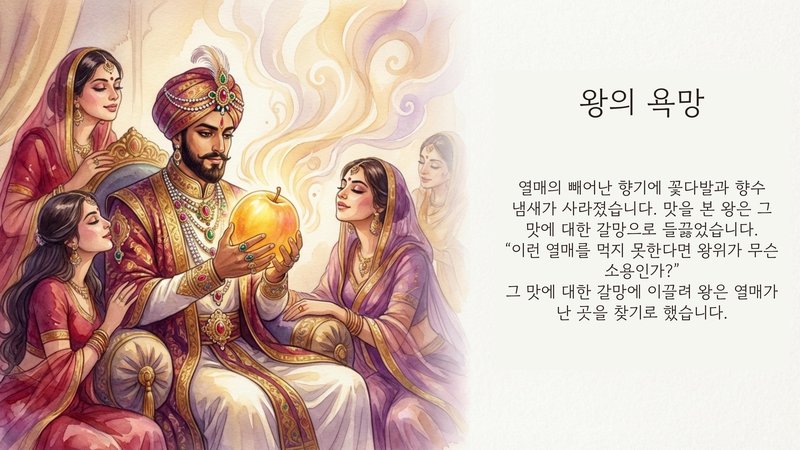 왕의 욕망
열매의 빼어난 향기에 꽃다발과 향수
냄새가 사라졌습니다. 맛을 본 왕은 그
맛에 대한 갈망으로 들끓었습니다.
“이런 열매를 먹지 못한다면 왕위가 무슨
소용인가?”
그 맛에 대한 갈망에 이끌려 왕은 열매가
난 곳을 찾기로 했습니다.